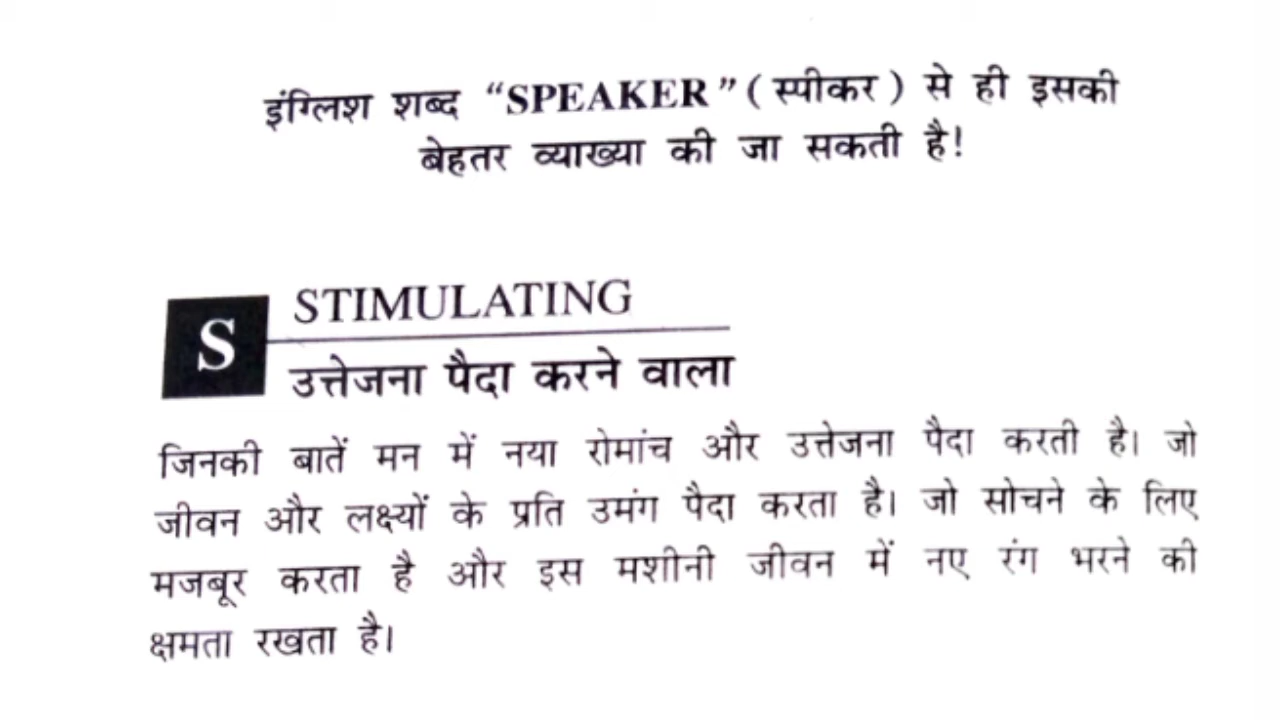 इंग्लिश शब्द “SPEAKER” ( स्पीकर ) से ही इसकी
बेहतर व्याख्या की जा सकती है!
S
STIMULATING
उत्तेजना पैदा करने वाला
जिनकी बातें मन में नया रोमांच और उत्तेजना पैदा करती है। जो
जीवन और लक्ष्यों के प्रति उमंग पैदा करता है। जो सोचने के लिए
मजबूर करता है और इस मशीनी जीवन में नए रंग भरने की
क्षमता रखता है।